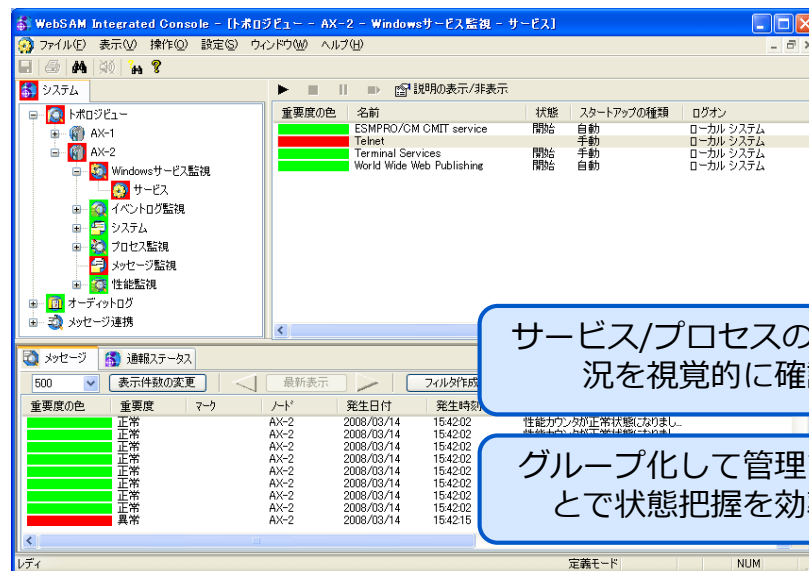 WebSAM Integrated Console - [トポロジビュー - AX-2 - Windowsサービス監視 - サービス]
ファイル(F) 表示(V) 操作(O) 設定(S) ウィンドウ(W) ヘルプ(H)
システム
説明の表示/非表示
トポロジビュー
AX-1
AX-2
Windowsサービス監視
サービス
イベントログ監視
システム
プロセス監視
メッセージ監視
性能監視
オーディットログ
メッセージ連携
重要度の色 名前 状態 スタートアップの種類 ログオン
ESMPRO/CM CMIT service 開始 自動 ローカル システム
Telnet 手動 ローカル システム
Terminal Services 開始 手動 ローカル システム
World Wide Web Publishing 開始 自動 ローカル システム
サービス/プロセスの
況を視覚的に確
グループ化して管理
とで状態把握を効
メッセージ 通報ステータス
500 表示件数の変更 最新表示 フィルタ作成
重要度の色 重要度 マーク ノード 発生日付 発生時刻
正常 AX-2 2008/03/14 15:42:02 性能カウンタが正常状態になりまし...
正常 AX-2 2008/03/14 15:42:02 性能カウンタが正常状態になりまし...
正常 AX-2 2008/03/14 15:42:02
正常 AX-2 2008/03/14 15:42:02
正常 AX-2 2008/03/14 15:42:02
正常 AX-2 2008/03/14 15:42:02
正常 AX-2 2008/03/14 15:42:02
正常 AX-2 2008/03/14 15:42:02
異常 AX-2 2008/03/14 15:42:15
レディ 定義モード NUM